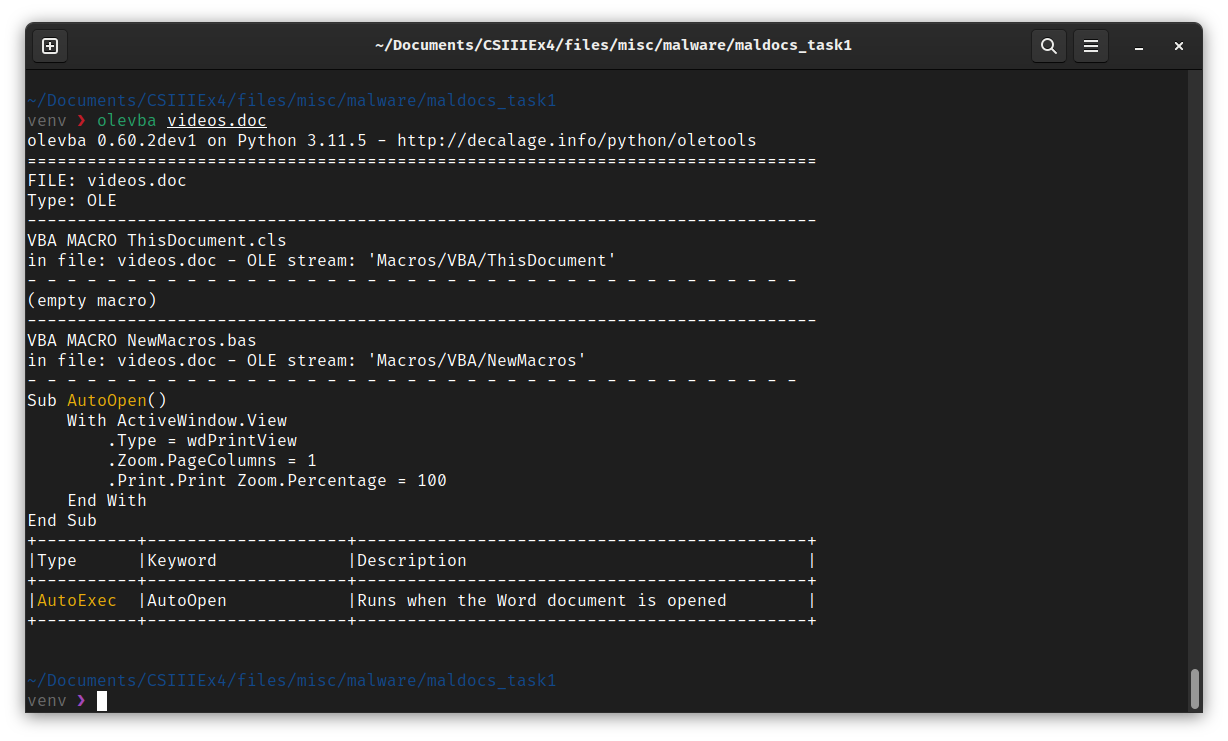 ~/Documents/CSIIIEx4/files/misc/malware/maldocs_task1
~/Documents/CSIIIEx4/files/misc/malware/maldocs_task1
venv ❯ olevba videos.doc
olevba 0.60.2dev1 on Python 3.11.5 - http://decalage.info/python/oletools
===============================================================================
FILE: videos.doc
Type: OLE
-------------------------------------------------------------------------------
VBA MACRO ThisDocument.cls
in file: videos.doc - OLE stream: 'Macros/VBA/ThisDocument'
- - - - - - - - - - - - - - - - - - - - - - - - - - - - - - - - - - - - - - -
(empty macro)
-------------------------------------------------------------------------------
VBA MACRO NewMacros.bas
in file: videos.doc - OLE stream: 'Macros/VBA/NewMacros'
- - - - - - - - - - - - - - - - - - - - - - - - - - - - - - - - - - - - - - -
Sub AutoOpen()
    With ActiveWindow.View
        .Type = wdPrintView
        .Zoom.PageColumns = 1
        .Print.Print Zoom.Percentage = 100
    End With
End Sub
+----------+--------------------+---------------------------------------------+
|Type      |Keyword             |Description                                  |
+----------+--------------------+---------------------------------------------+
|AutoExec  |AutoOpen            |Runs when the Word document is opened        |
+----------+--------------------+---------------------------------------------+
~/Documents/CSIIIEx4/files/misc/malware/maldocs_task1
venv ❯